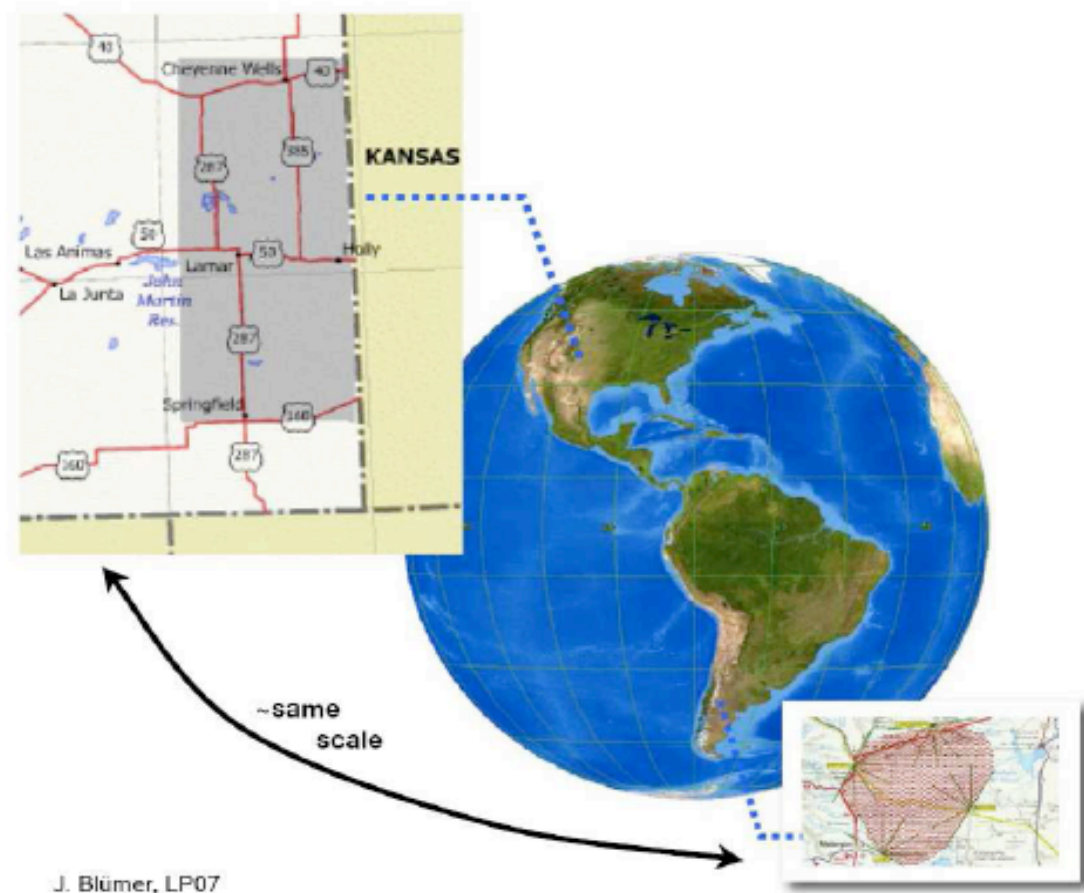 40
Cheyenne Wells
40
KANSAS
287
385
50
Las Animas
50
Holly
Lamar
La Junta
John
Martin
Res.
287
Springfield
160
160
287
~same
scale
J. Blümer, LP07